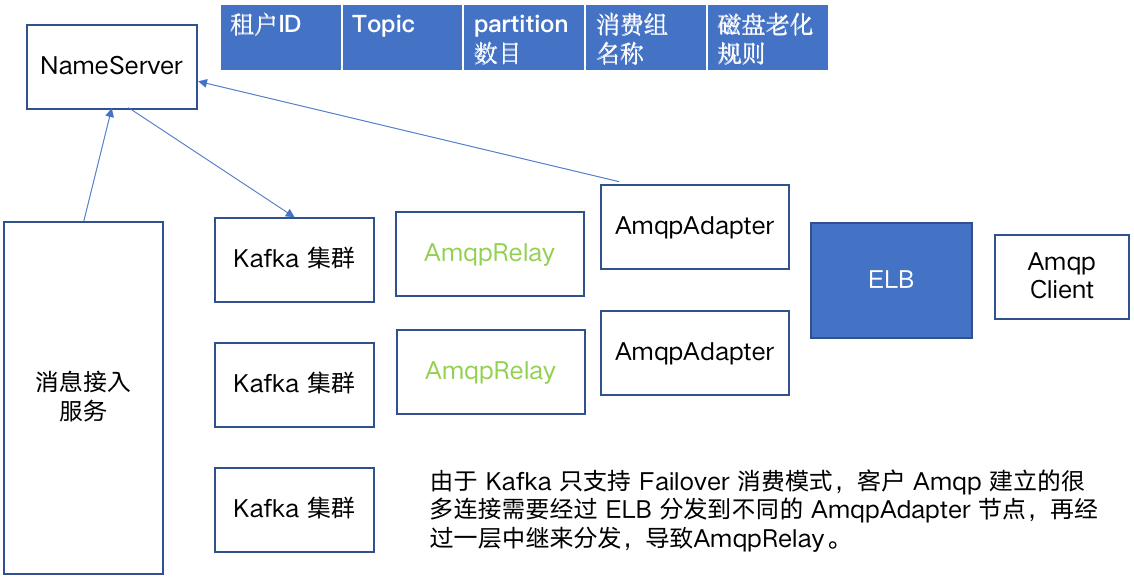 NameServer
租户ID
Topic
partition
数目
消费组
名称
磁盘老化
规则
消息接入
服务
Kafka 集群
AmqpRelay
AmqpAdapter
ELB
Amqp
Client
Kafka 集群
AmqpRelay
AmqpAdapter
Kafka 集群
由于 Kafka 只支持 Failover 消费模式，客户 Amqp 建立的很
多连接需要经过 ELB 分发到不同的 AmqpAdapter 节点，再经
过一层中继来分发，导致AmqpRelay。